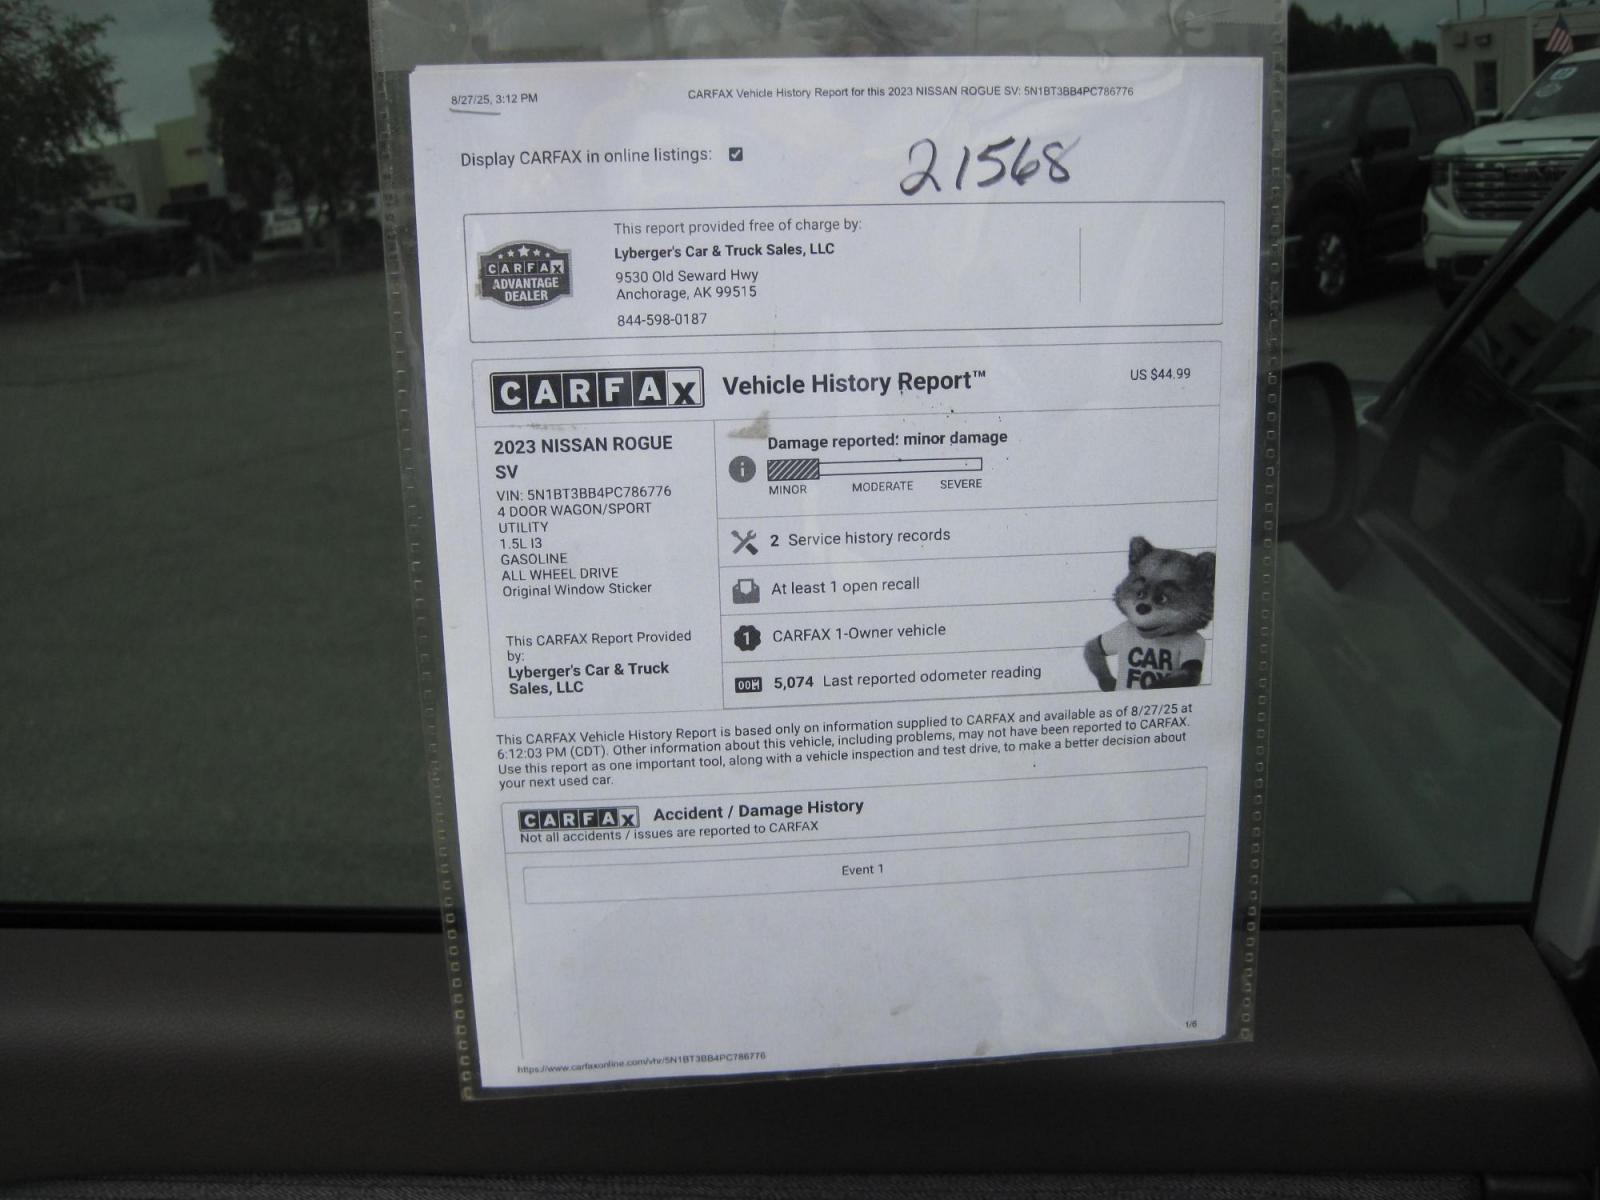 8/27/25, 3:12 PM
CARFAX Vehicle History Report for this 2023 NISSAN ROGUE SV: 5N1BT3BB4PC786776
Display CARFAX in online listings:
21568
CARFAX
ADVANTAGE
DEALER
This report provided free of charge by:
Lyberger's Car & Truck Sales, LLC
9530 Old Seward Hwy
Anchorage, AK 99515
844-598-0187
CARFAX Vehicle History Report™
US $44.99
2023 NISSAN ROGUE
SV
VIN: 5N1BT3BB4PC786776
4 DOOR WAGON/SPORT
UTILITY
1.5L I3
GASOLINE
ALL WHEEL DRIVE
Original Window Sticker
This CARFAX Report Provided
by:
Lyberger's Car & Truck
Sales, LLC
Damage reported: minor damage
MINOR MODERATE SEVERE
2 Service history records
At least 1 open recall
1 CARFAX 1-Owner vehicle
5,074 Last reported odometer reading
CAR
FOX
This CARFAX Vehicle History Report is based only on information supplied to CARFAX and available as of 8/27/25 at
6:12:03 PM (CDT). Other information about this vehicle, including problems, may not have been reported to CARFAX.
Use this report as one important tool, along with a vehicle inspection and test drive, to make a better decision about
your next used car.
CARFAX Accident / Damage History
Not all accidents / issues are reported to CARFAX
Event 1
1/6
https://www.carfaxonline.com/vhr/5N1BT3BB4PC786776